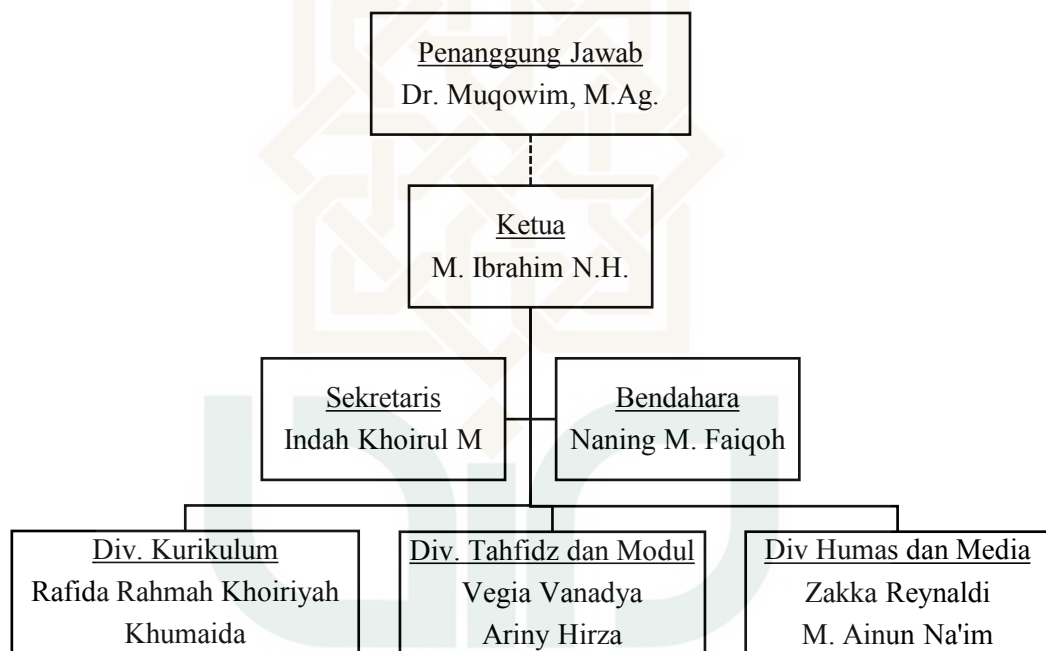 Penanggung Jawab
Dr. Muqowim, M.Ag.
Ketua
M. Ibrahim N.H.
Sekretaris
Indah Khoirul M
Bendahara
Naning M. Faiqoh
Div. Kurikulum
Rafida Rahmah Khoiriyah
Khumaida
Div. Tahfidz dan Modul
Vegia Vanadya
Ariny Hirza
Div Humas dan Media
Zakka Reynaldi
M. Ainun Na'im